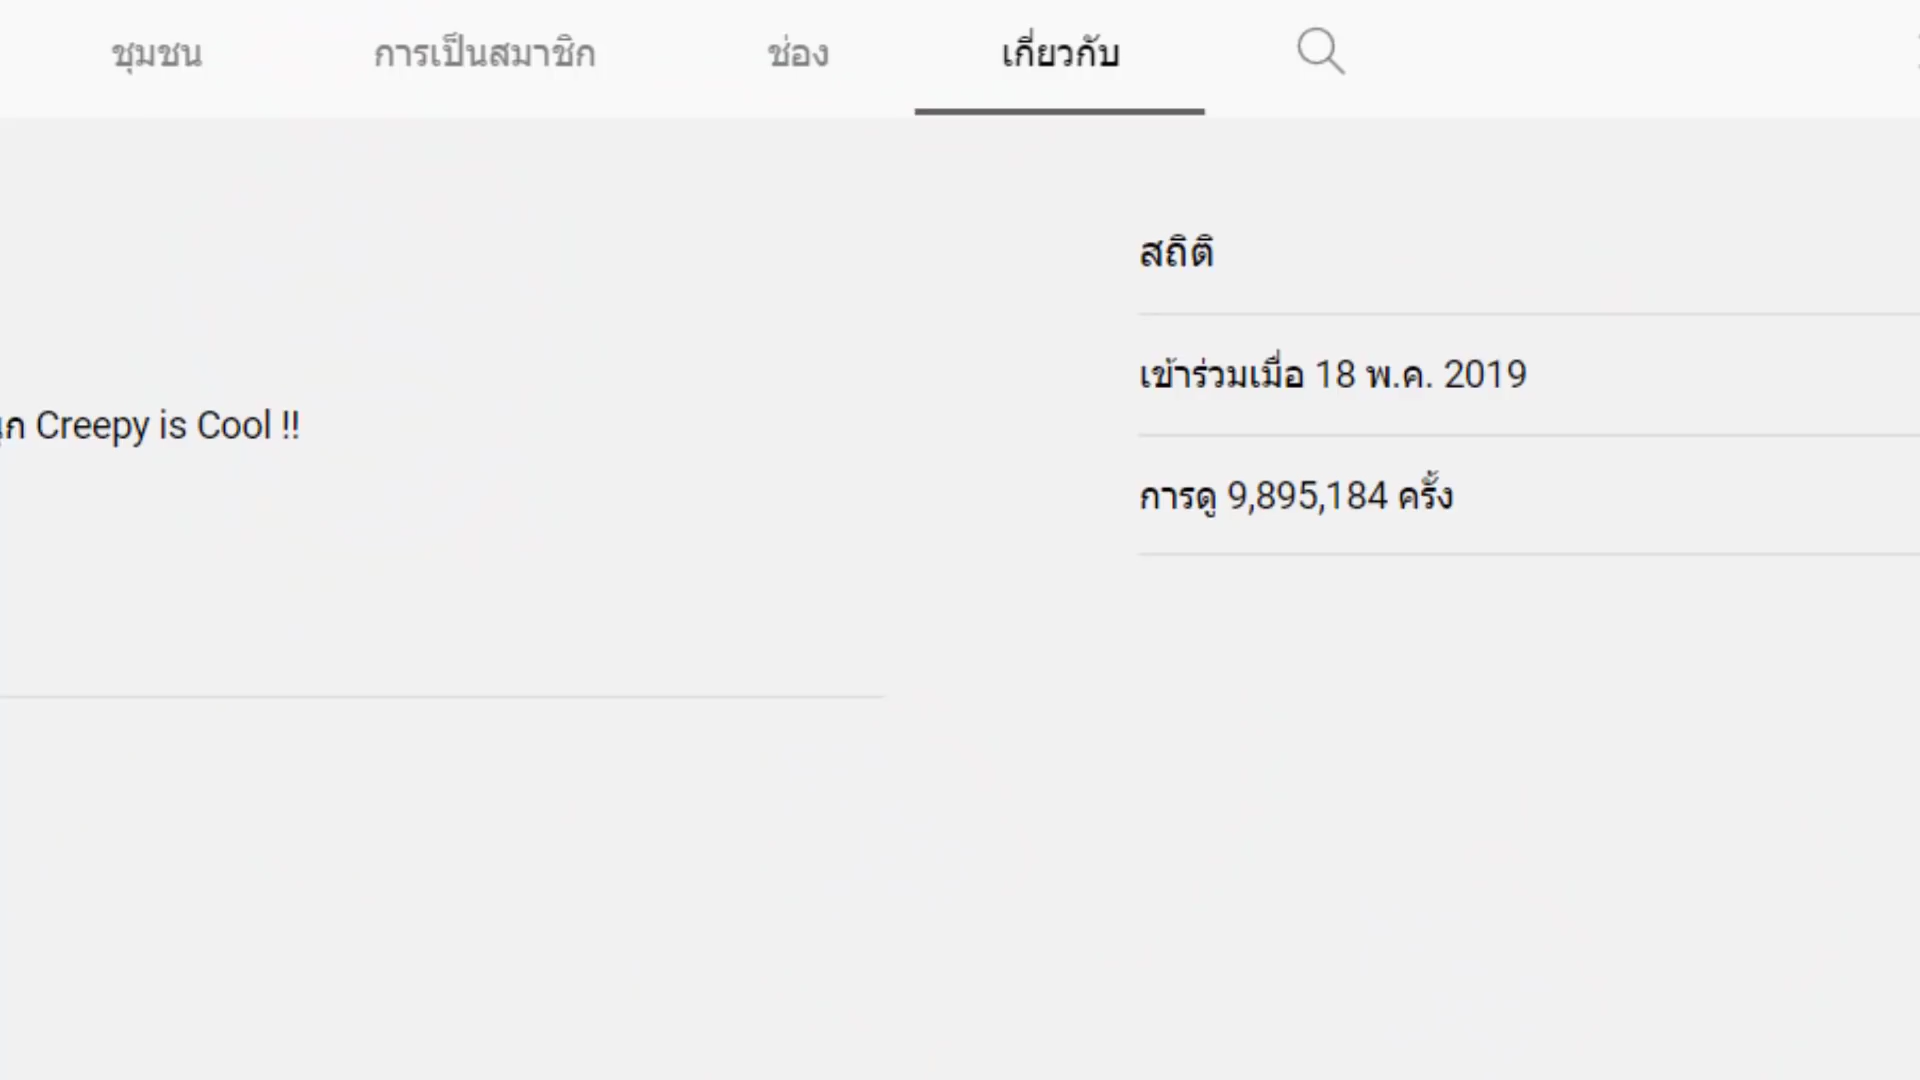 ชุมชน การเป็นสมาชิก ช่อง เกี่ยวกับ
สถิติ
เข้าร่วมเมื่อ 18 พ.ค. 2019
Creepy is Cool !!
การดู 9,895,184 ครั้ง